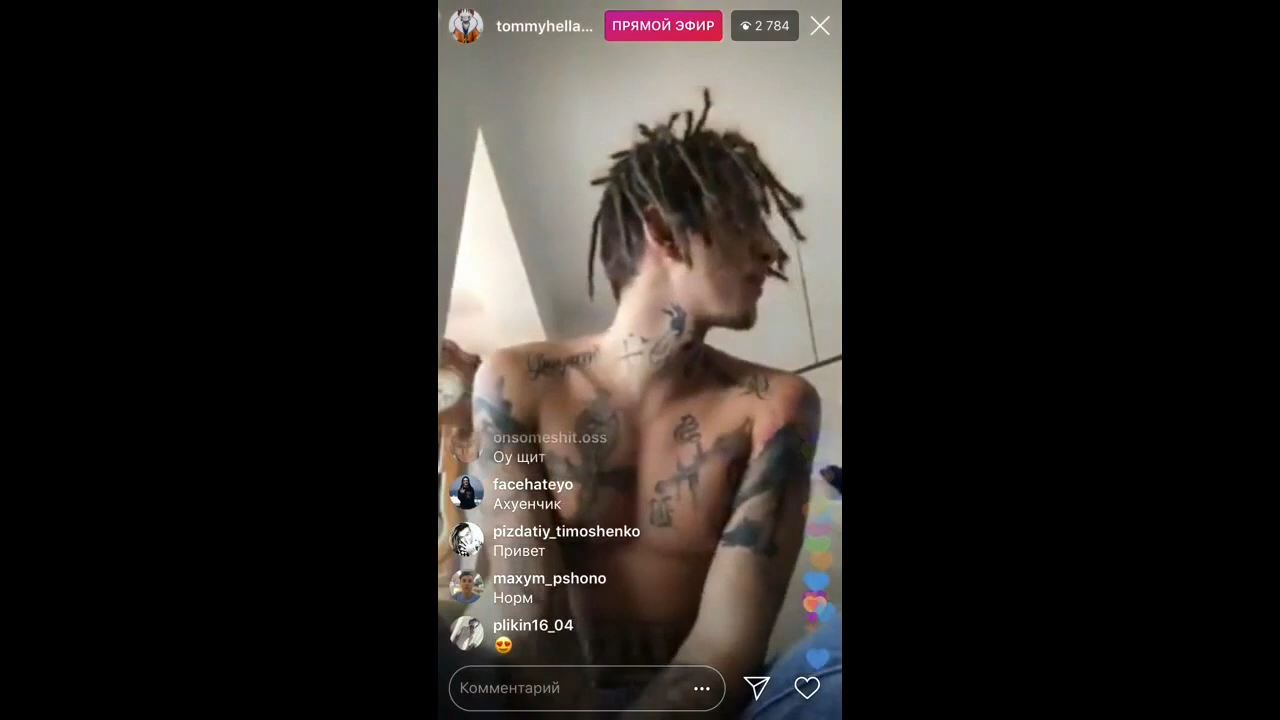 tommyhella...
ПРЯМОЙ ЭФИР
2 784
onsomeshit.oss
Оу щит
facehateyo
Ахуенчик
pizdatiy_timoshenko
Привет
maxym_pshono
Норм
plikin16_04
😍
Комментарий